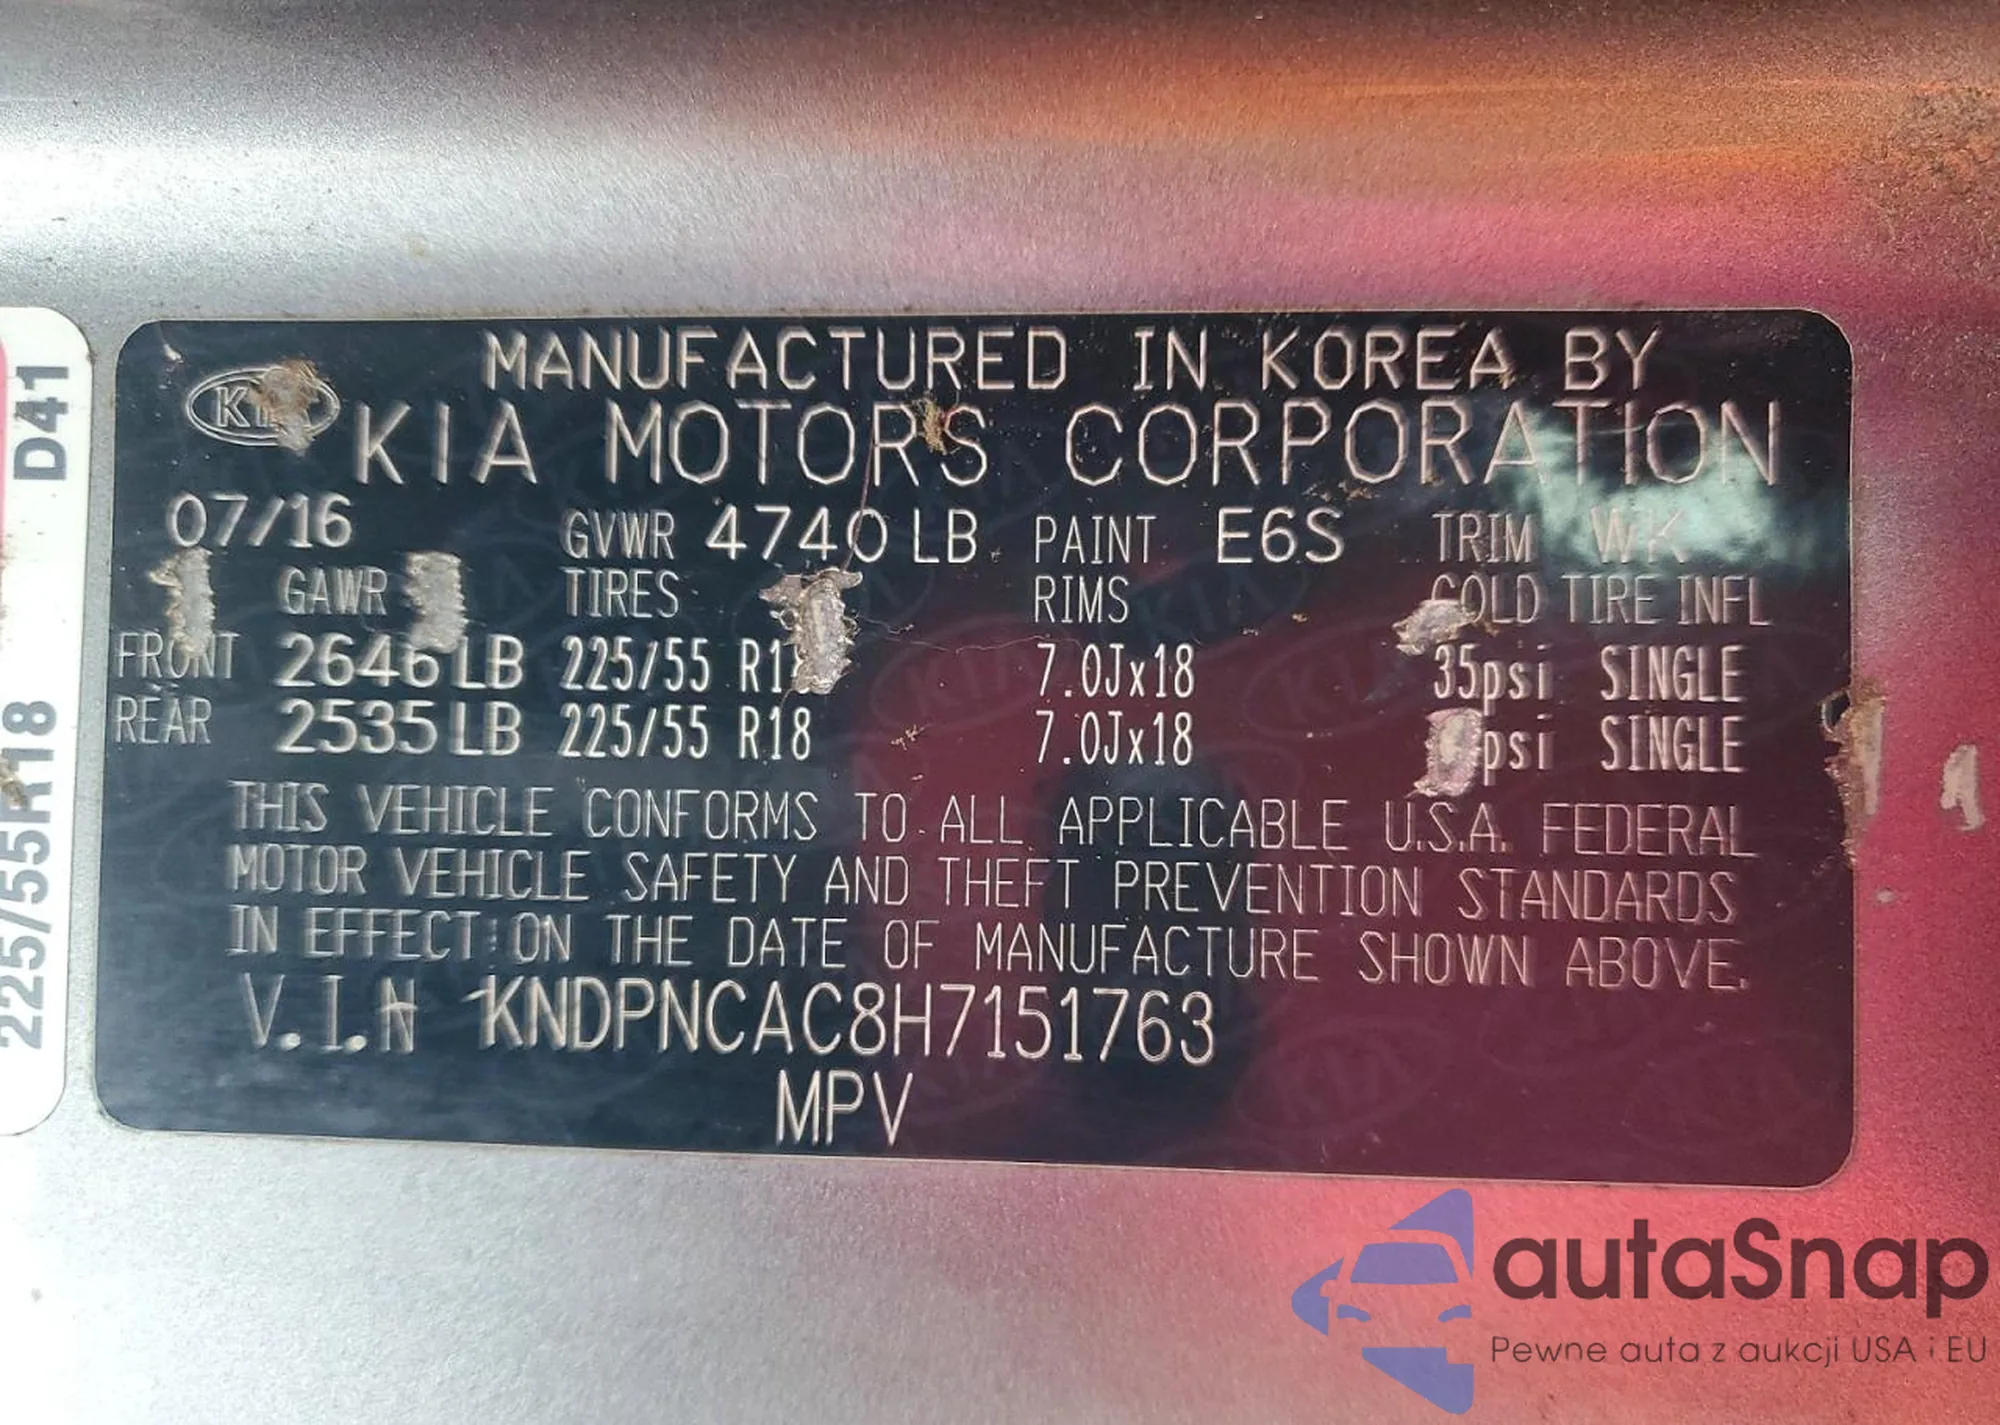 D41
225/55R18
MANUFACTURED IN KOREA BY
KIA MOTORS CORPORATION
07/16 GVWR 4740 LB PAINT E6S TRIM WK
GAWR TIRES RIMS COLD TIRE INFL
FRONT 2646 LB 225/55 7.0Jx18 35psi SINGLE
REAR 2535 LB 225/55 R18 7.0Jx18 psi SINGLE
THIS VEHICLE CONFORMS TO ALL APPLICABLE U.S.A. FEDERAL
MOTOR VEHICLE SAFETY AND THEFT PREVENTION STANDARDS
IN EFFECT ON THE DATE OF MANUFACTURE SHOWN ABOVE.
V.I.N KNDPNCAC8H7151763
MPV
autaSnap
Pewne auta z aukcji USA i EU